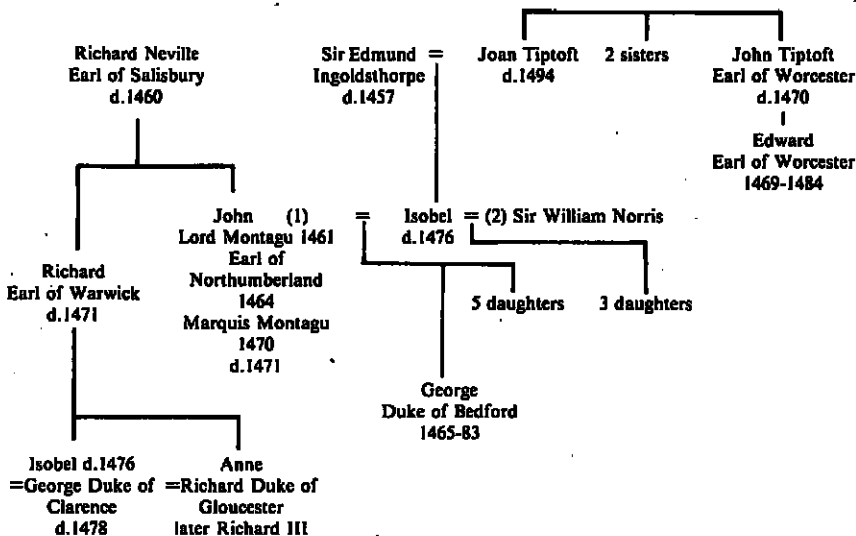 Richard Neville
Earl of Salisbury
d.1460
Sir Edmund =
Ingoldsthorpe
d.1457
Joan Tiptoft
d.1494
2 sisters
John Tiptoft
Earl of Worcester
d.1470
Edward
Earl of Worcester
1469-1484
John (1)
Lord Montagu 1461
Earl of
Northumberland
1464
Marquis Montagu
1470
d.1471
=
Isobel
d.1476
= (2) Sir William Norris
Richard
Earl of Warwick
d.1471
5 daughters
3 daughters
George
Duke of Bedford
1465-83
Isobel d.1476
=George Duke of
Clarence
d.1478
Anne
=Richard Duke of
Gloucester
later Richard III